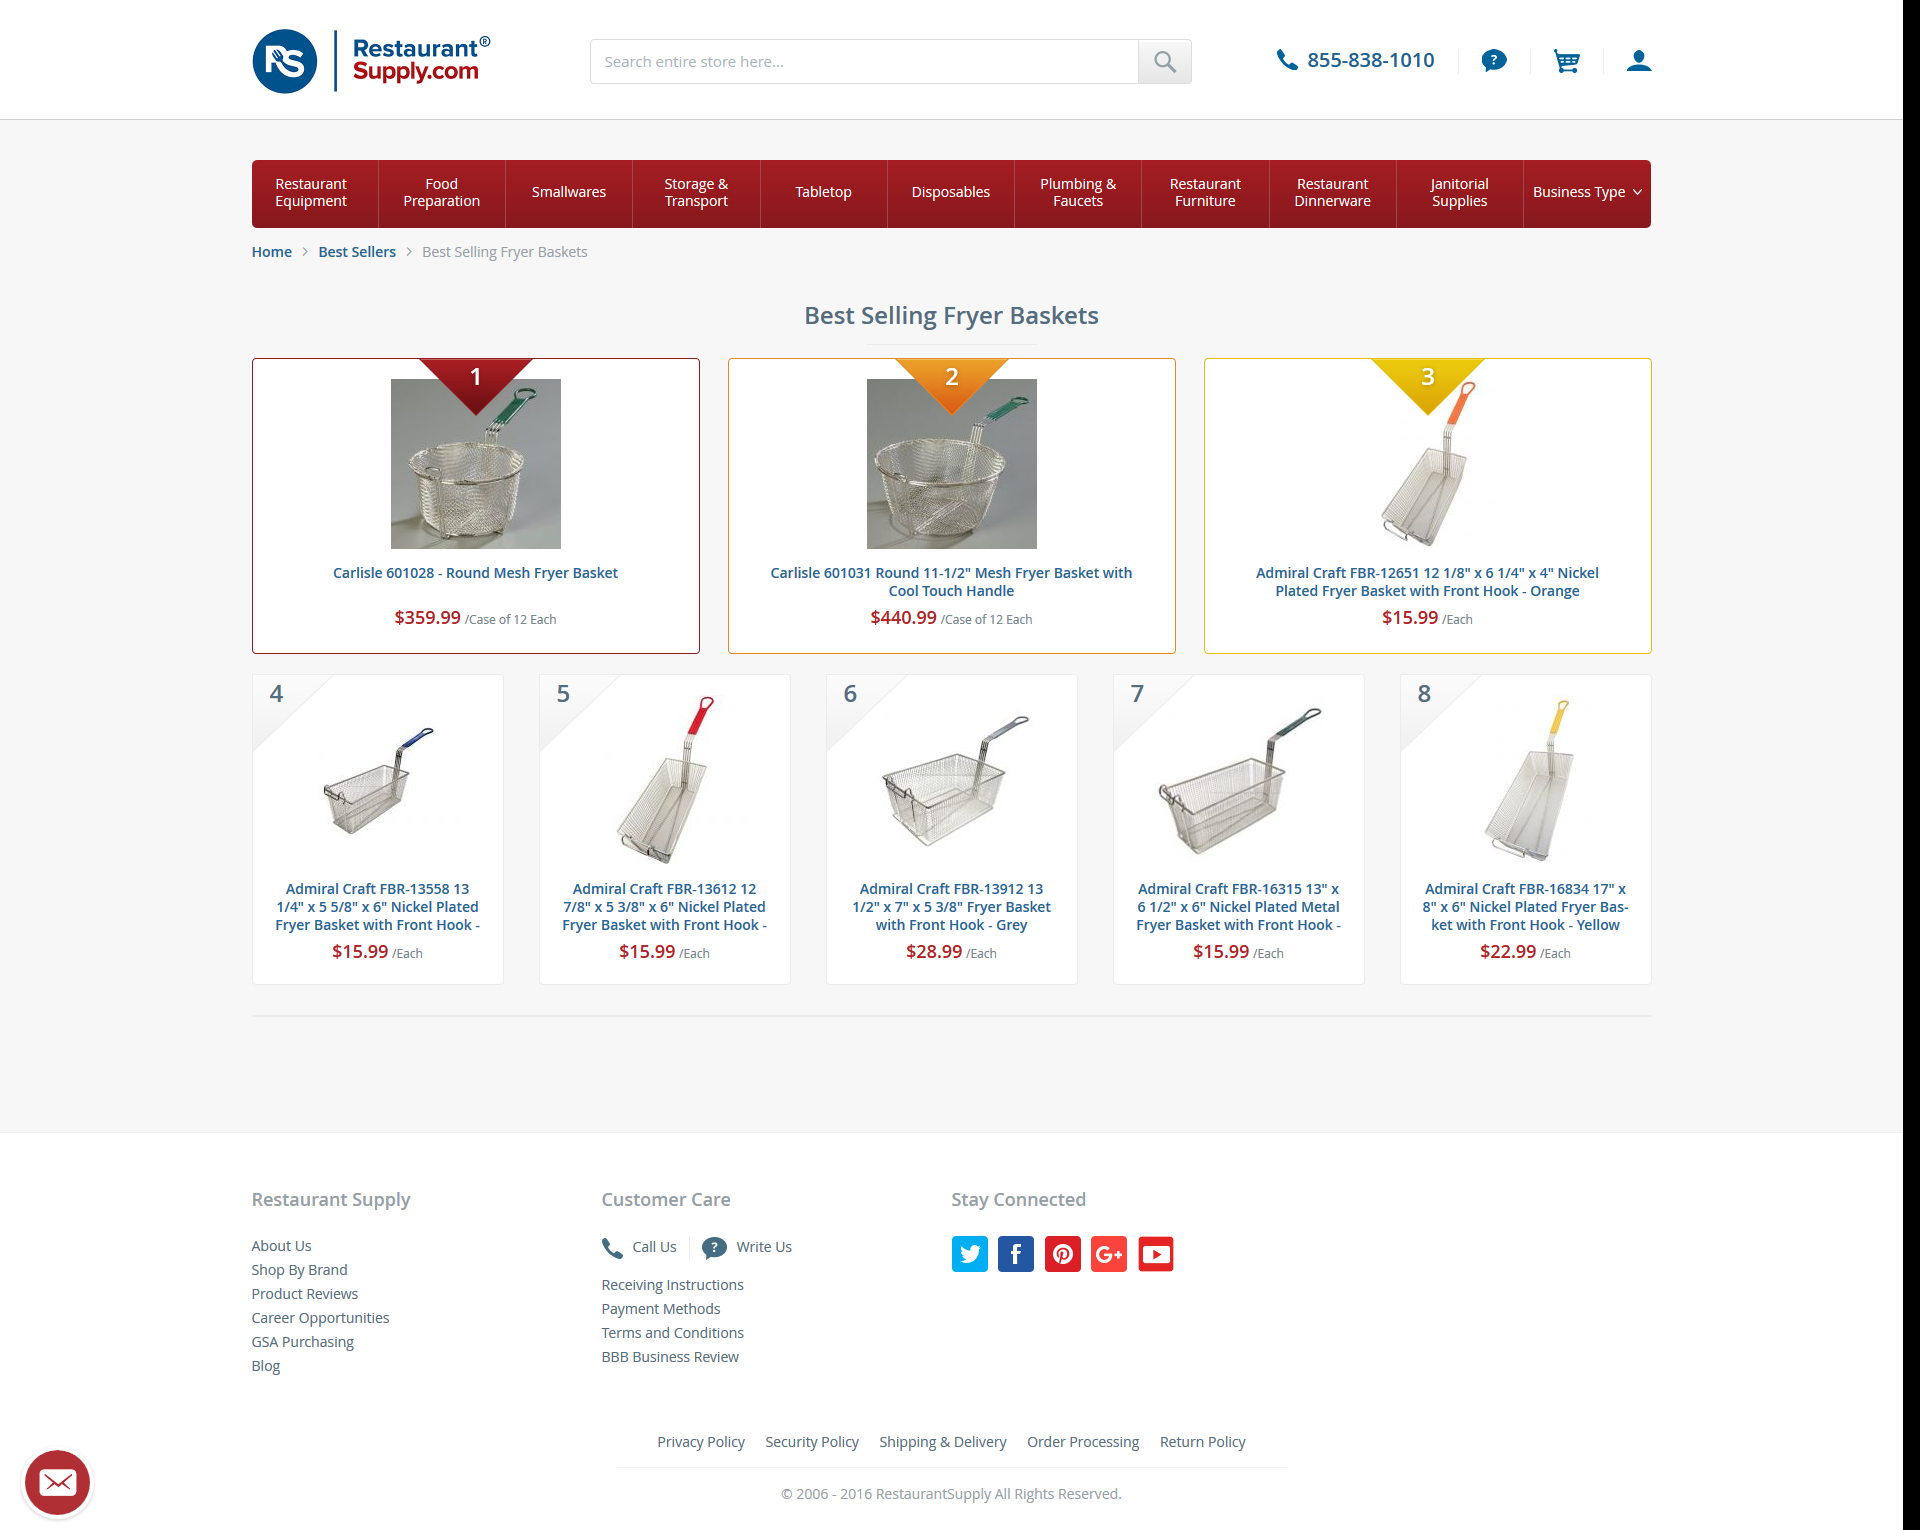 RS
Restaurant®
Supply.com
Search entire store here...
855-838-1010
?
Restaurant
Equipment
Food
Preparation
Smallwares
Storage &
Transport
Tabletop
Disposables
Plumbing &
Faucets
Restaurant
Furniture
Restaurant
Dinnerware
Janitorial
Supplies
Business Type
Home > Best Sellers > Best Selling Fryer Baskets
Best Selling Fryer Baskets
1
Carlisle 601028 - Round Mesh Fryer Basket
$359.99 /Case of 12 Each
2
Carlisle 601031 Round 11-1/2" Mesh Fryer Basket with
Cool Touch Handle
$440.99 /Case of 12 Each
3
Admiral Craft FBR-12651 12 1/8" x 6 1/4" x 4" Nickel
Plated Fryer Basket with Front Hook - Orange
$15.99 /Each
4
Admiral Craft FBR-13558 13
1/4" x 5 5/8" x 6" Nickel Plated
Fryer Basket with Front Hook -
$15.99 /Each
5
Admiral Craft FBR-13612 12
7/8" x 5 3/8" x 6" Nickel Plated
Fryer Basket with Front Hook -
$15.99 /Each
6
Admiral Craft FBR-13912 13
1/2" x 7" x 5 3/8" Fryer Basket
with Front Hook - Grey
$28.99 /Each
7
Admiral Craft FBR-16315 13" x
6 1/2" x 6" Nickel Plated Metal
Fryer Basket with Front Hook -
$15.99 /Each
8
Admiral Craft FBR-16834 17" x
8" x 6" Nickel Plated Fryer Bas-
ket with Front Hook - Yellow
$22.99 /Each
Restaurant Supply
About Us
Shop By Brand
Product Reviews
Career Opportunities
GSA Purchasing
Blog
Customer Care
Call Us
? Write Us
Receiving Instructions
Payment Methods
Terms and Conditions
BBB Business Review
Stay Connected
f
G+
Privacy Policy Security Policy Shipping & Delivery Order Processing Return Policy
© 2006 - 2016 RestaurantSupply All Rights Reserved.